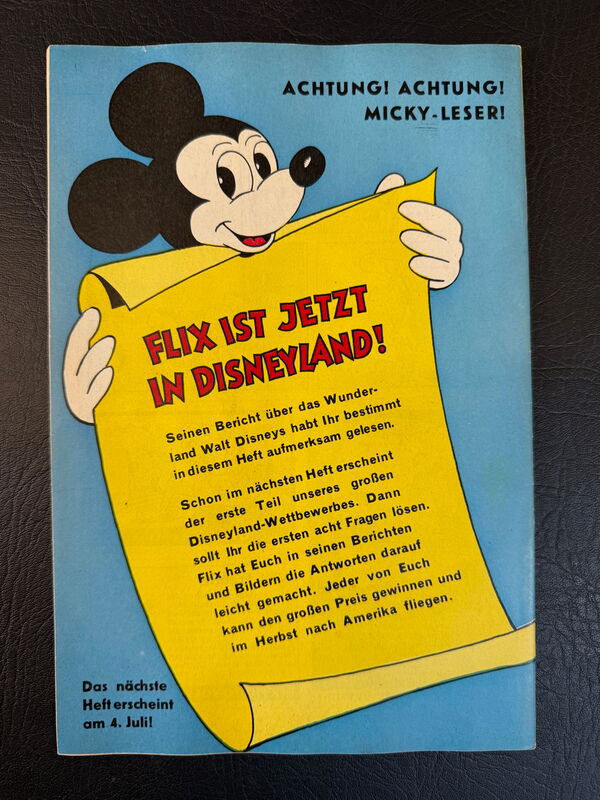 ACHTUNG! ACHTUNG!
MICKY-LESER!
FLIX IST JETZT
IN DISNEYLAND!
Seinen Bericht über das Wunder-
land Walt Disneys habt Ihr bestimmt
in diesem Heft aufmerksam gelesen.
Schon im nächsten Heft erscheint
der erste Teil unseres großen
Disneyland-Wettbewerbes. Dann
sollt Ihr die ersten acht Fragen lösen.
Flix hat Euch in seinen Berichten
und Bildern die Antworten darauf
leicht gemacht. Jeder von Euch
kann den großen Preis gewinnen und
im Herbst nach Amerika fliegen.
Das nächste
Heft erscheint
am 4. Juli!